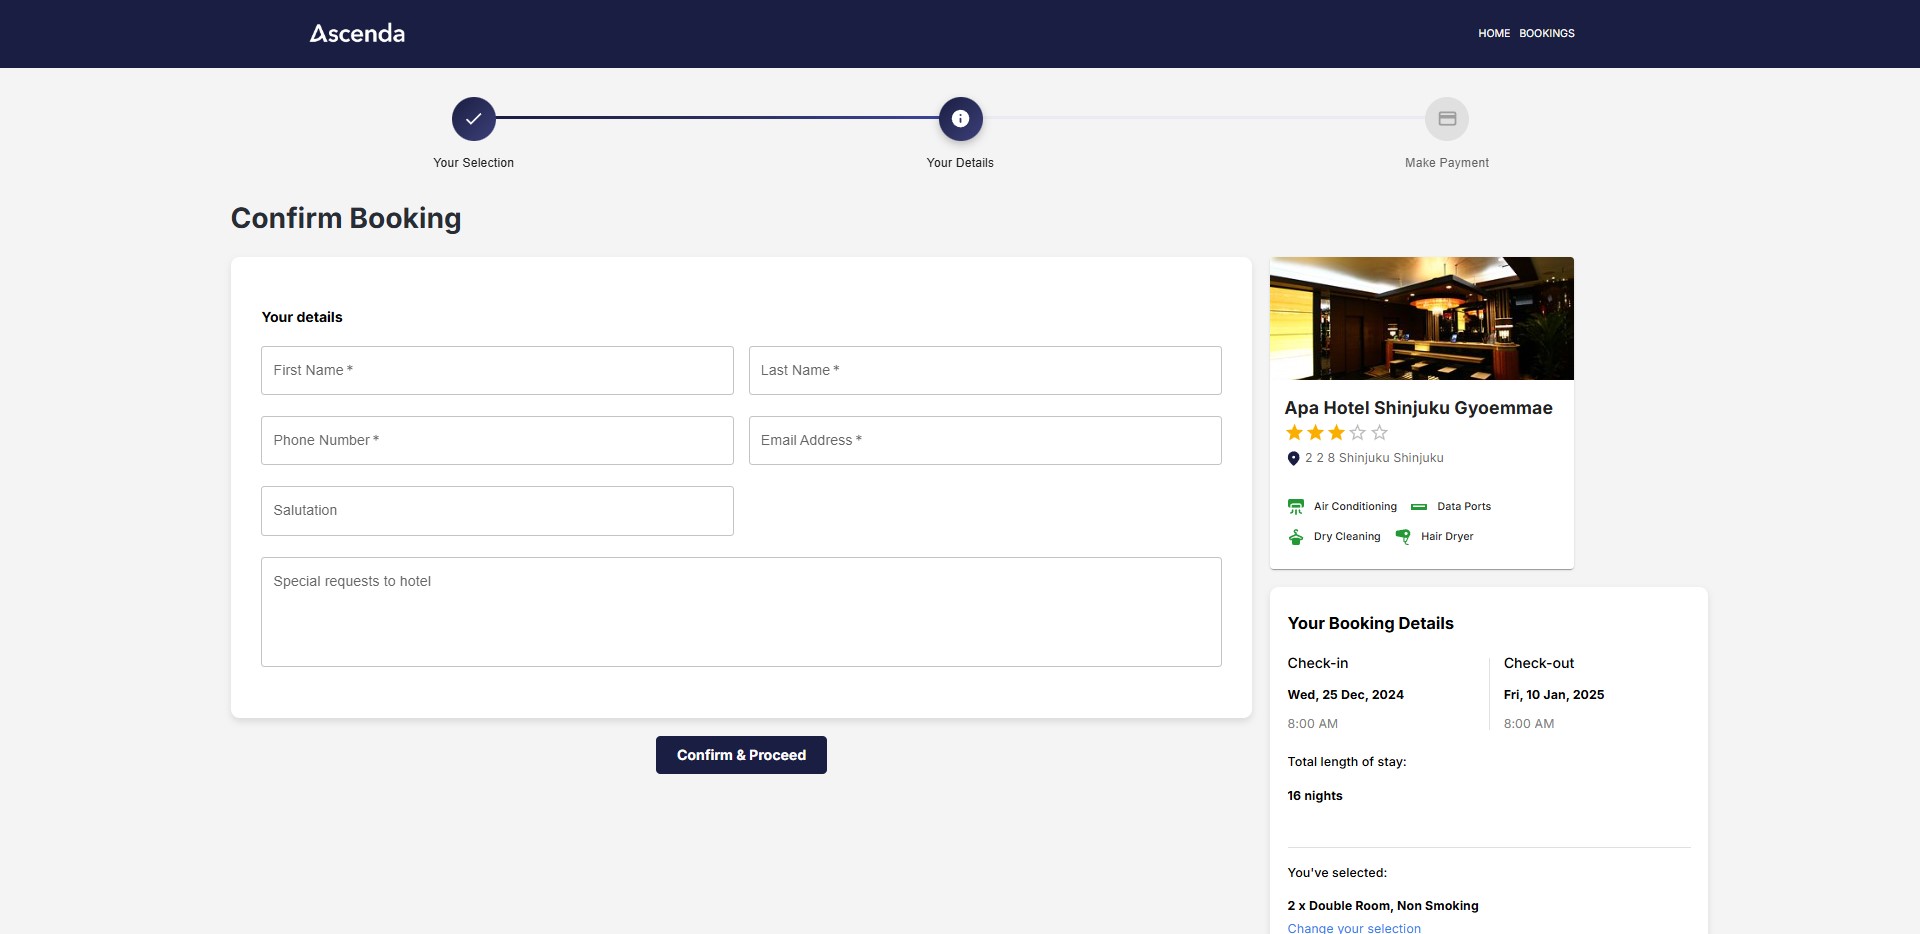 Ascenda
HOME BOOKINGS
Your Selection
Your Details
Make Payment
Confirm Booking
Your details
First Name *
Last Name *
Phone Number *
Email Address *
Salutation
Special requests to hotel
Confirm & Proceed
Apa Hotel Shinjuku Gyoemmae
2 2 8 Shinjuku Shinjuku
Air Conditioning
Data Ports
Dry Cleaning
Hair Dryer
Your Booking Details
Check-in
Wed, 25 Dec, 2024
8:00 AM
Check-out
Fri, 10 Jan, 2025
8:00 AM
Total length of stay:
16 nights
You've selected:
2 x Double Room, Non Smoking
Change your selection